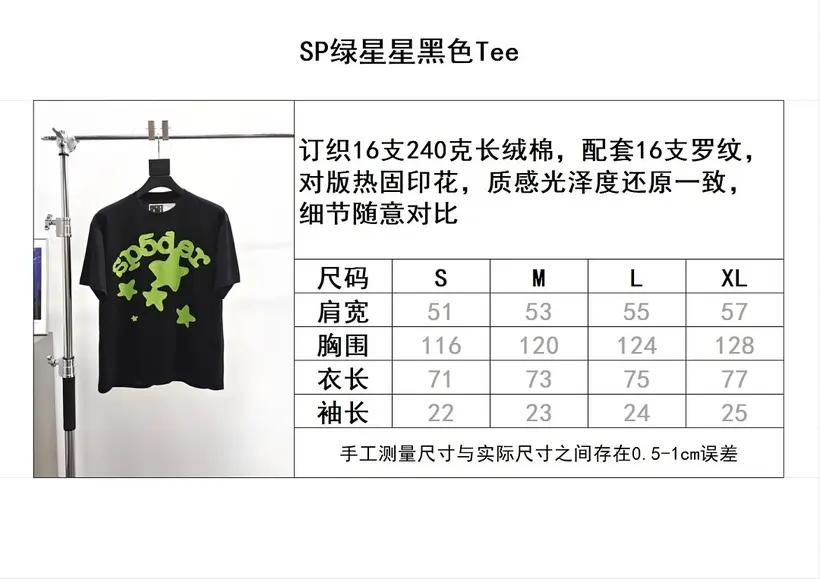 SP绿星星黑色Tee
订织16支240克长绒棉，配套16支罗纹，
对版热固印花，质感光泽度还原一致，
细节随意对比
sp5der
尺码 S M L XL
肩宽 51 53 55 57
胸围 116 120 124 128
衣长 71 73 75 77
袖长 22 23 24 25
手工测量尺寸与实际尺寸之间存在0.5-1cm误差